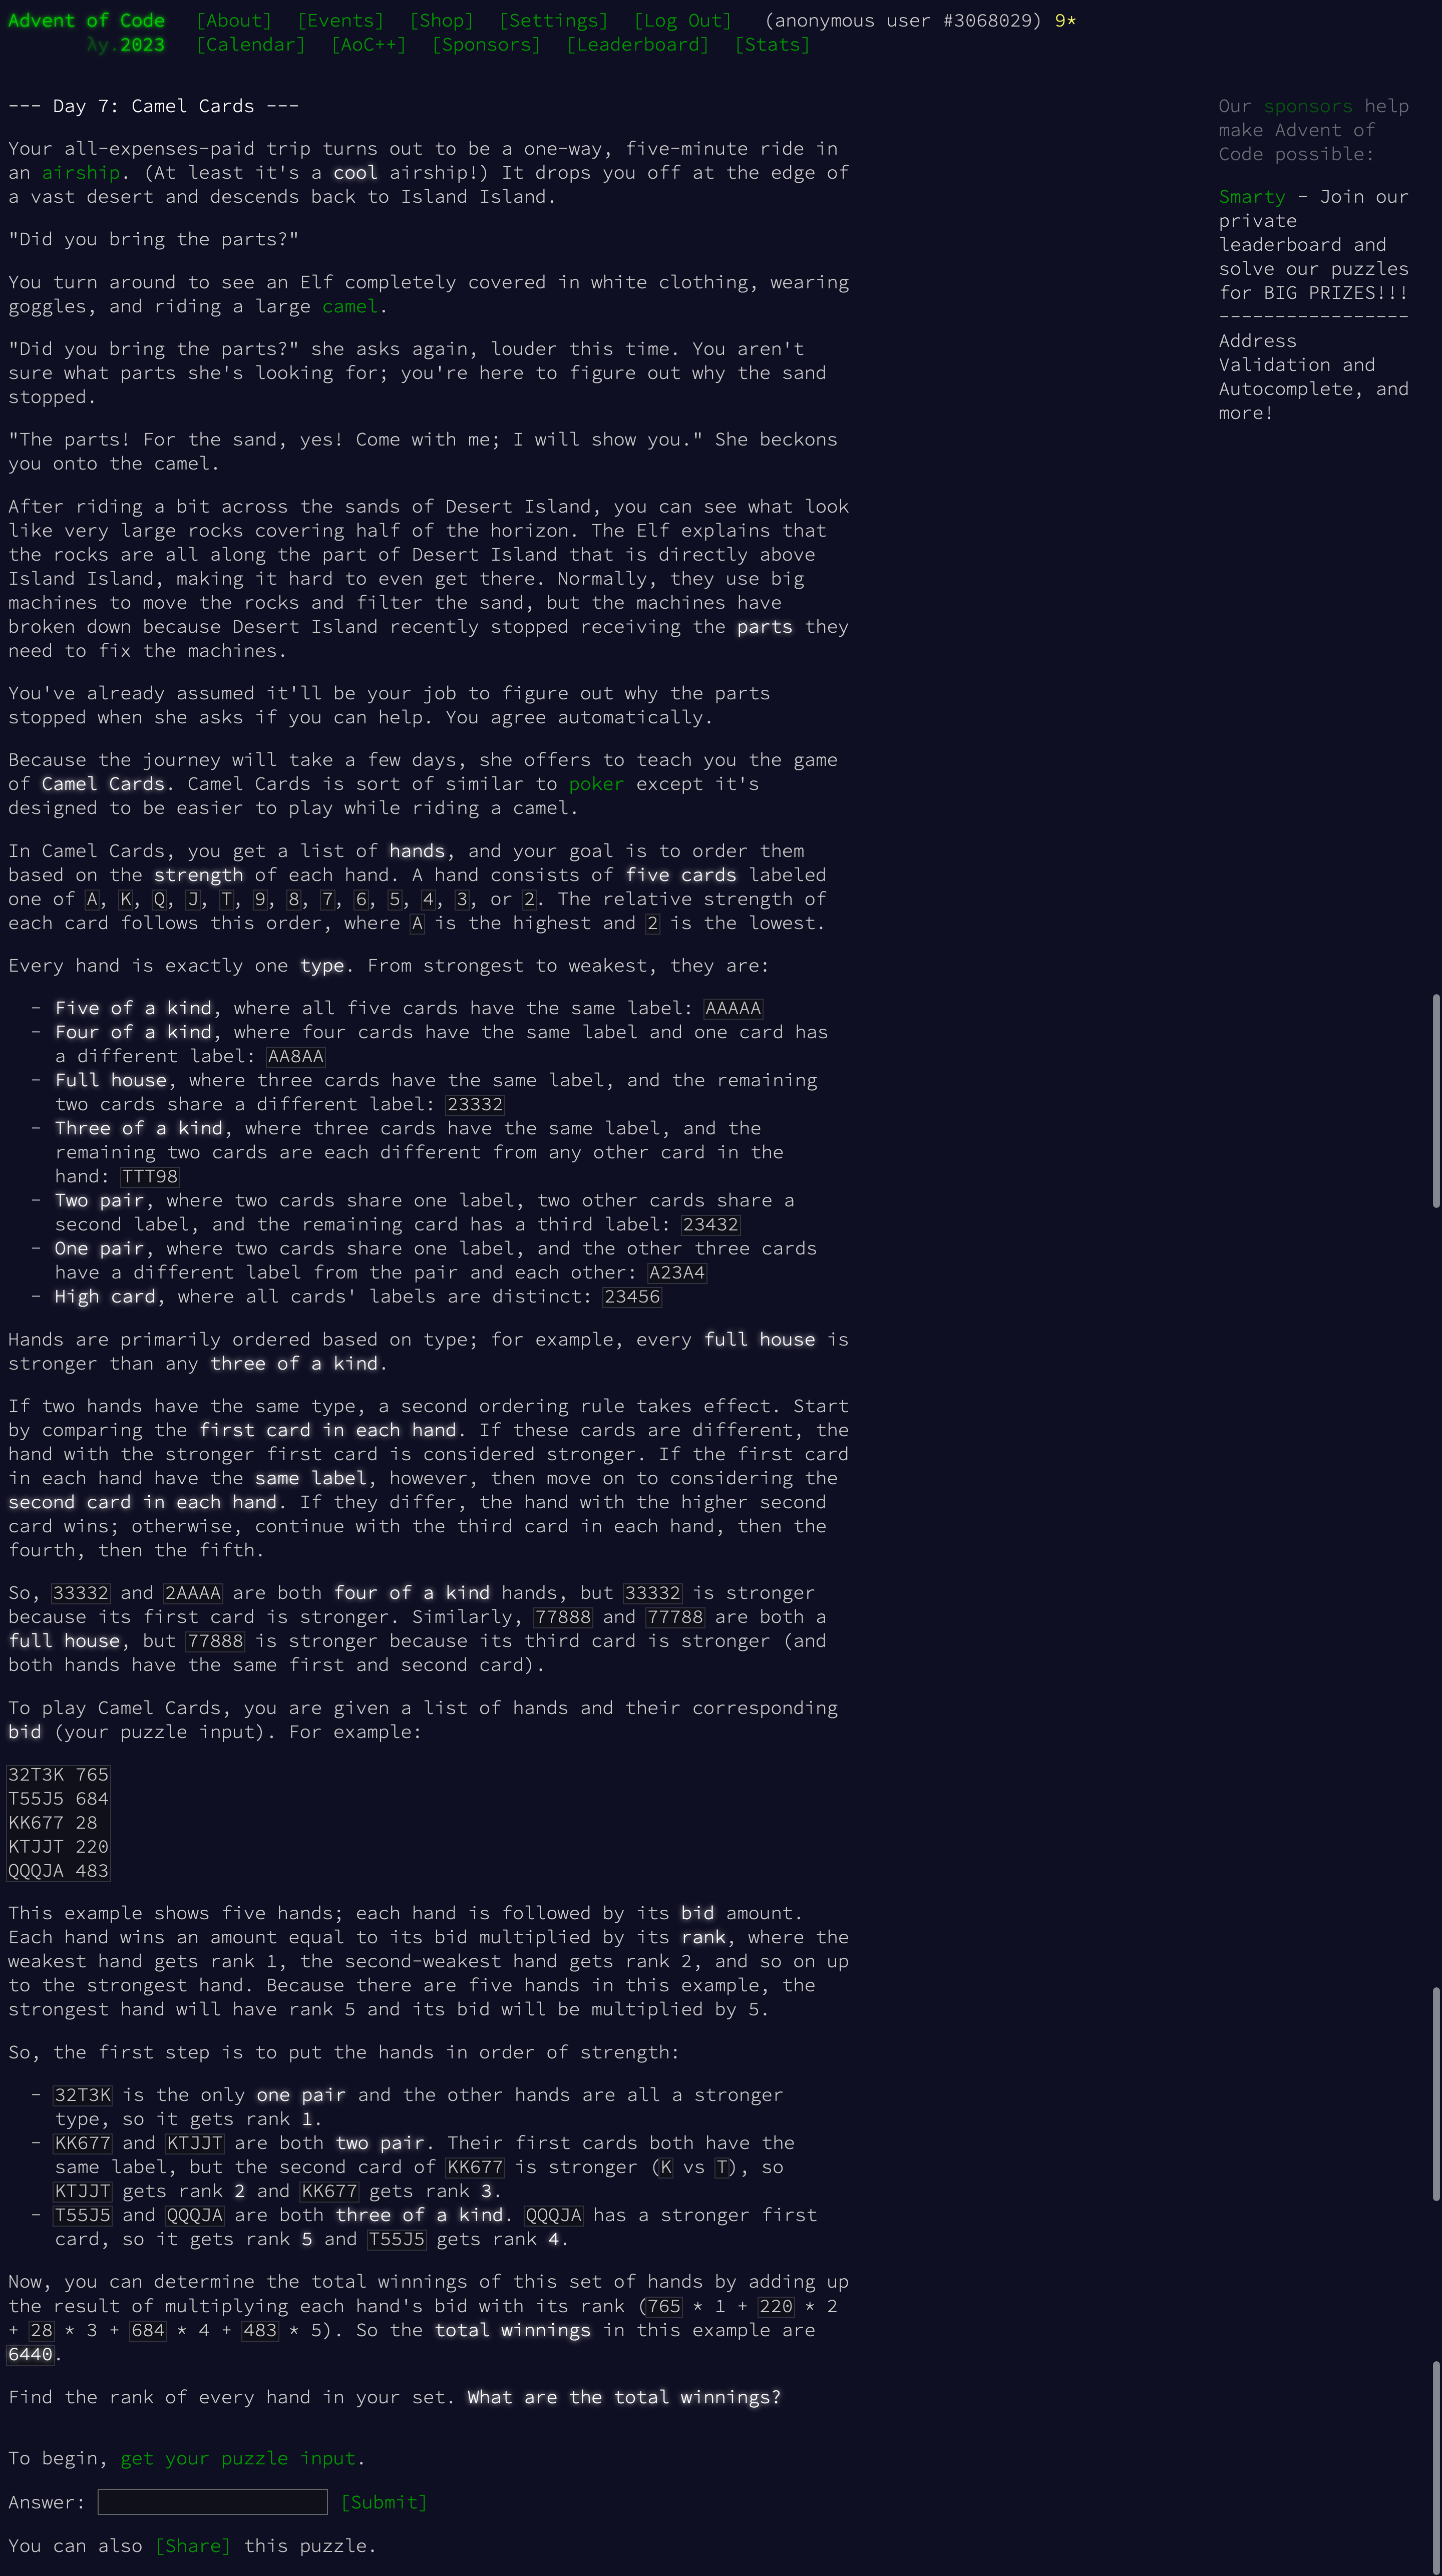 Advent of Code [About] [Events] [Shop] [Settings] [Log Out] (anonymous user #3068029) 9*
λy.2023 [Calendar] [AoC++] [Sponsors] [Leaderboard] [Stats]
--- Day 7: Camel Cards ---
Your all-expenses-paid trip turns out to be a one-way, five-minute ride in
an airship. (At least it's a cool airship!) It drops you off at the edge of
a vast desert and descends back to Island Island.
"Did you bring the parts?"
You turn around to see an Elf completely covered in white clothing, wearing
goggles, and riding a large camel.
"Did you bring the parts?" she asks again, louder this time. You aren't
sure what parts she's looking for; you're here to figure out why the sand
stopped.
"The parts! For the sand, yes! Come with me; I will show you." She beckons
you onto the camel.
After riding a bit across the sands of Desert Island, you can see what look
like very large rocks covering half of the horizon. The Elf explains that
the rocks are all along the part of Desert Island that is directly above
Island Island, making it hard to even get there. Normally, they use big
machines to move the rocks and filter the sand, but the machines have
broken down because Desert Island recently stopped receiving the parts they
need to fix the machines.
You've already assumed it'll be your job to figure out why the parts
stopped when she asks if you can help. You agree automatically.
Because the journey will take a few days, she offers to teach you the game
of Camel Cards. Camel Cards is sort of similar to poker except it's
designed to be easier to play while riding a camel.
In Camel Cards, you get a list of hands, and your goal is to order them
based on the strength of each hand. A hand consists of five cards labeled
one of A, K, Q, J, T, 9, 8, 7, 6, 5, 4, 3, or 2. The relative strength of
each card follows this order, where A is the highest and 2 is the lowest.
Every hand is exactly one type. From strongest to weakest, they are:
- Five of a kind, where all five cards have the same label: AAAAA
- Four of a kind, where four cards have the same label and one card has
a different label: AA8AA
- Full house, where three cards have the same label, and the remaining
two cards share a different label: 23332
- Three of a kind, where three cards have the same label, and the
remaining two cards are each different from any other card in the
hand: TTT98
- Two pair, where two cards share one label, two other cards share a
second label, and the remaining card has a third label: 23432
- One pair, where two cards share one label, and the other three cards
have a different label from the pair and each other: A23A4
- High card, where all cards' labels are distinct: 23456
Hands are primarily ordered based on type; for example, every full house is
stronger than any three of a kind.
If two hands have the same type, a second ordering rule takes effect. Start
by comparing the first card in each hand. If these cards are different, the
hand with the stronger first card is considered stronger. If the first card
in each hand have the same label, however, then move on to considering the
second card in each hand. If they differ, the hand with the higher second
card wins; otherwise, continue with the third card in each hand, then the
fourth, then the fifth.
So, 33332 and 2AAAA are both four of a kind hands, but 33332 is stronger
because its first card is stronger. Similarly, 77888 and 77788 are both a
full house, but 77888 is stronger because its third card is stronger (and
both hands have the same first and second card).
To play Camel Cards, you are given a list of hands and their corresponding
bid (your puzzle input). For example:
32T3K 765
T55J5 684
KK677 28
KTJJT 220
QQQJA 483
This example shows five hands; each hand is followed by its bid amount.
Each hand wins an amount equal to its bid multiplied by its rank, where the
weakest hand gets rank 1, the second-weakest hand gets rank 2, and so on up
to the strongest hand. Because there are five hands in this example, the
strongest hand will have rank 5 and its bid will be multiplied by 5.
So, the first step is to put the hands in order of strength:
- 32T3K is the only one pair and the other hands are all a stronger
type, so it gets rank 1.
- KK677 and KTJJT are both two pair. Their first cards both have the
same label, but the second card of KK677 is stronger (K vs T), so
KTJJT gets rank 2 and KK677 gets rank 3.
- T55J5 and QQQJA are both three of a kind. QQQJA has a stronger first
card, so it gets rank 5 and T55J5 gets rank 4.
Now, you can determine the total winnings of this set of hands by adding up
the result of multiplying each hand's bid with its rank (765 * 1 + 220 * 2
+ 28 * 3 + 684 * 4 + 483 * 5). So the total winnings in this example are
6440.
Find the rank of every hand in your set. What are the total winnings?
To begin, get your puzzle input.
Answer: [Submit]
You can also [Share] this puzzle.
Our sponsors help
make Advent of
Code possible:
Smarty - Join our
private
leaderboard and
solve our puzzles
for BIG PRIZES!!!
-----------------
Address
Validation and
Autocomplete, and
more!